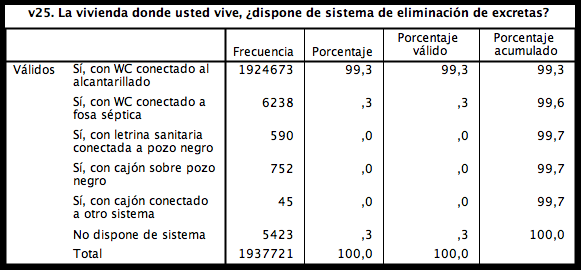 v25. La vivienda donde usted vive, ¿dispone de sistema de eliminación de excretas?
Frecuencia Porcentaje Porcentaje válido Porcentaje acumulado
Válidos Sí, con WC conectado al alcantarillado 1924673 99,3 99,3 99,3
Sí, con WC conectado a fosa séptica 6238 ,3 ,3 99,6
Sí, con letrina sanitaria conectada a pozo negro 590 ,0 ,0 99,7
Sí, con cajón sobre pozo negro 752 ,0 ,0 99,7
Sí, con cajón conectado a otro sistema 45 ,0 ,0 99,7
No dispone de sistema 5423 ,3 ,3 100,0
Total 1937721 100,0 100,0